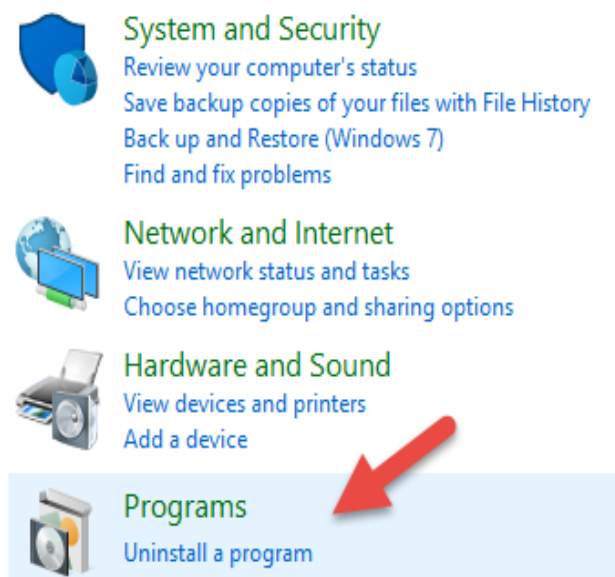 System and Security
Review your computer's status
Save backup copies of your files with File History
Back up and Restore (Windows 7)
Find and fix problems
Network and Internet
View network status and tasks
Choose homegroup and sharing options
Hardware and Sound
View devices and printers
Add a device
Programs
Uninstall a program